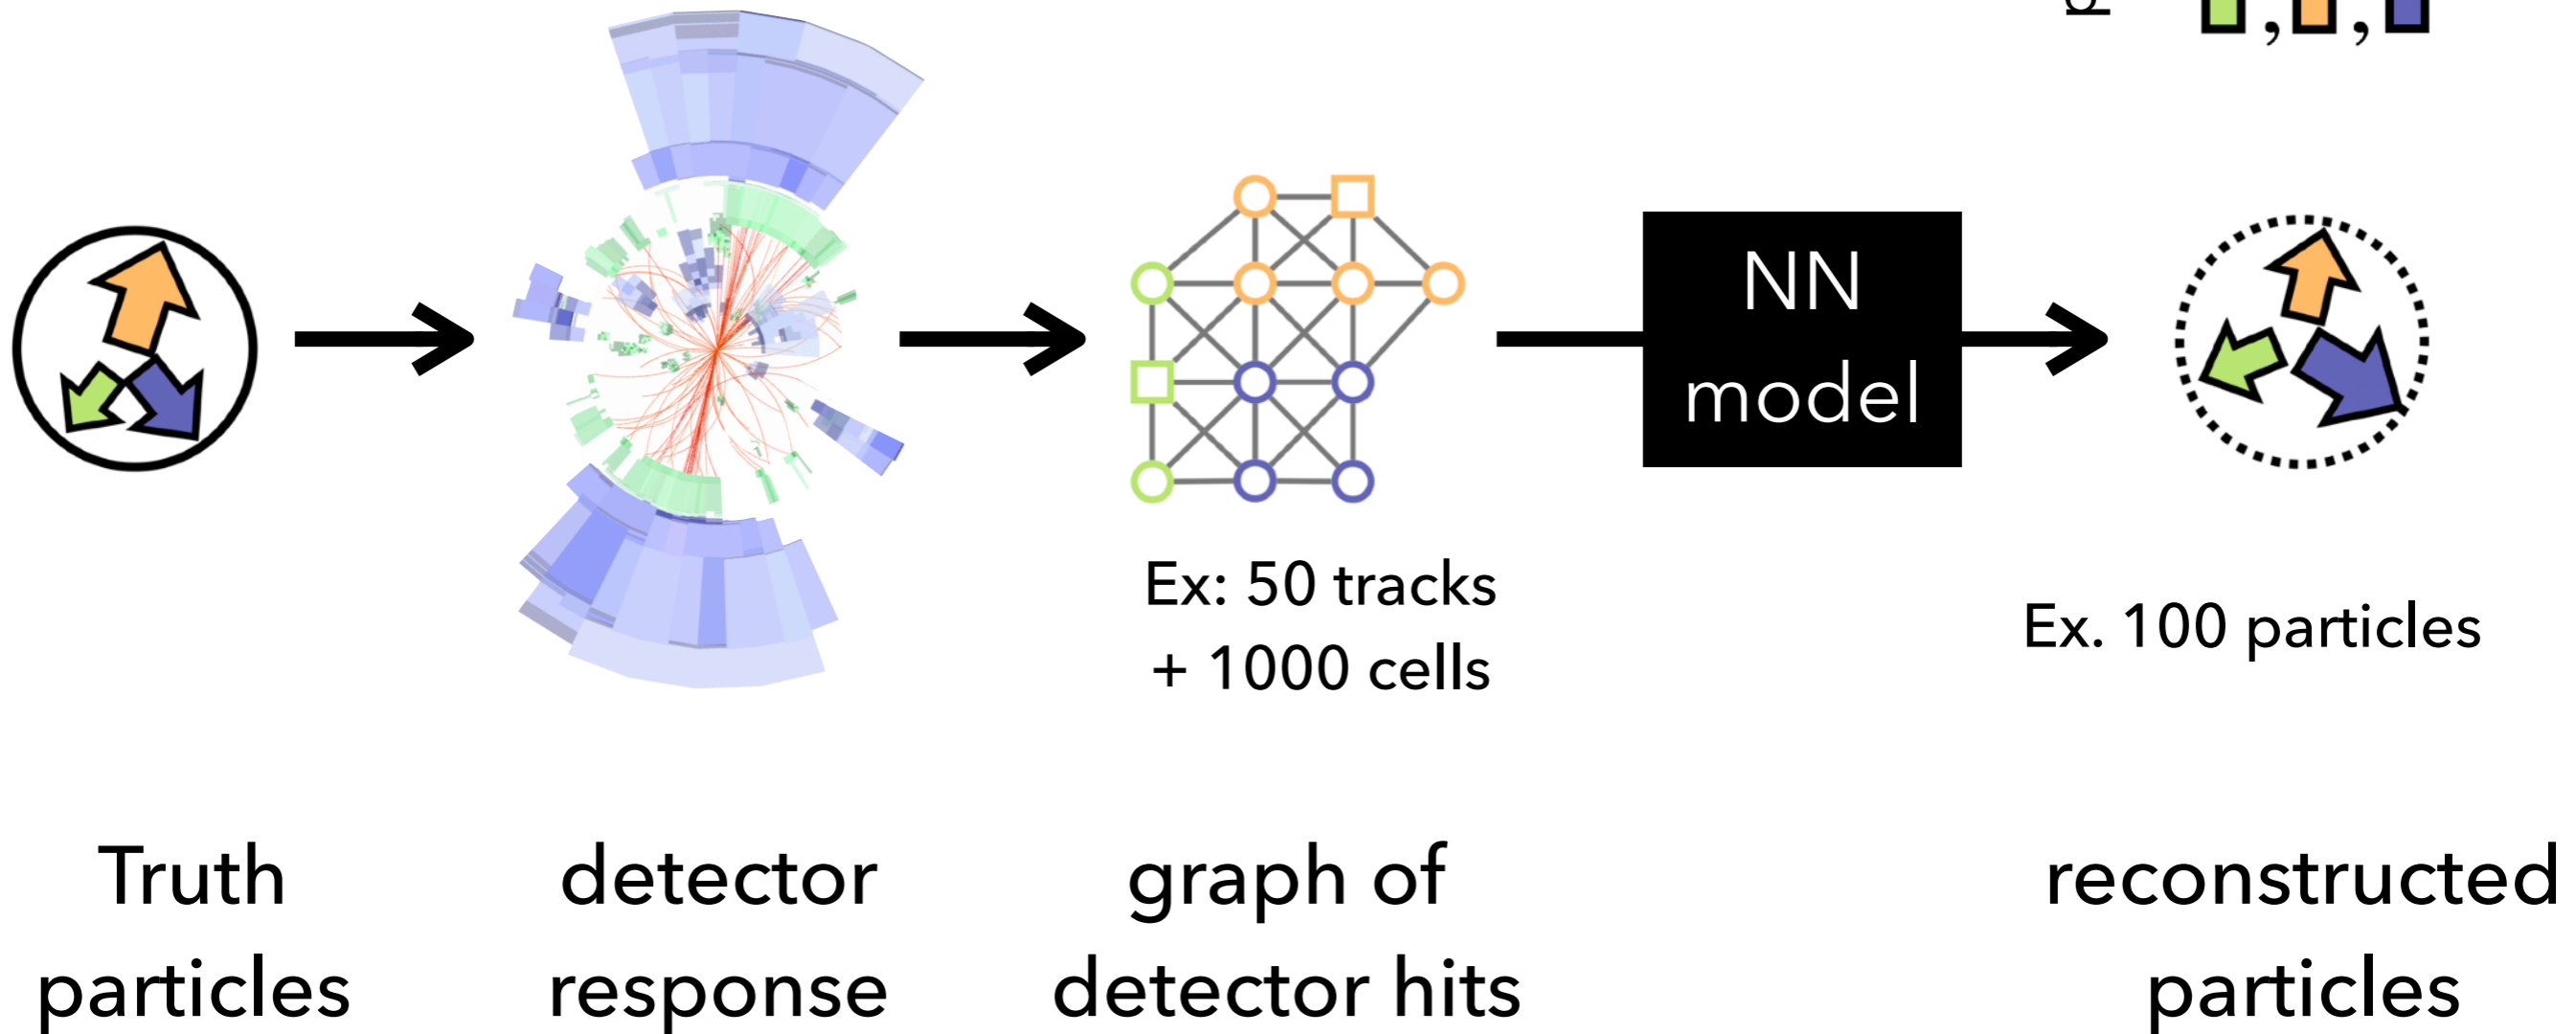 NN
model
Ex: 50 tracks
+ 1000 cells
Ex. 100 particles
Truth
particles
detector
response
graph of
detector hits
reconstructed
particles